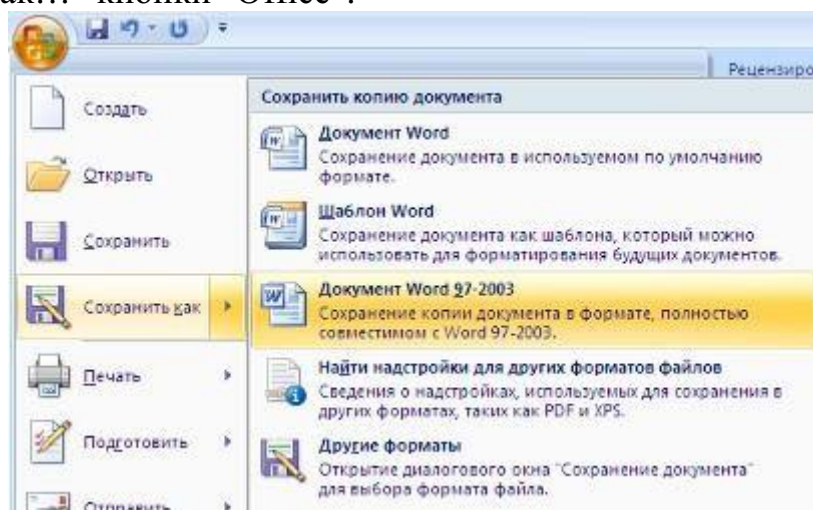 кнопки "Office".
Рецензиро
Создать
Открыть
Сохранить
Сохранить как
Печать
Подготовить
Отправить
Сохранить копию документа
Документ Word
Сохранение документа в используемом по умолчанию
формате.
Шаблон Word
Сохранение документа как шаблона, который можно
использовать для форматирования будущих документов.
Документ Word 97-2003
Сохранение копии документа в формате, полностью
совместимом с Word 97-2003.
Найти надстройки для других форматов файлов
Сведения о надстройках, используемых для сохранения в
других форматах, таких как PDF и XPS.
Другие форматы
Открытие диалогового окна "Сохранение документа"
для выбора формата файла.